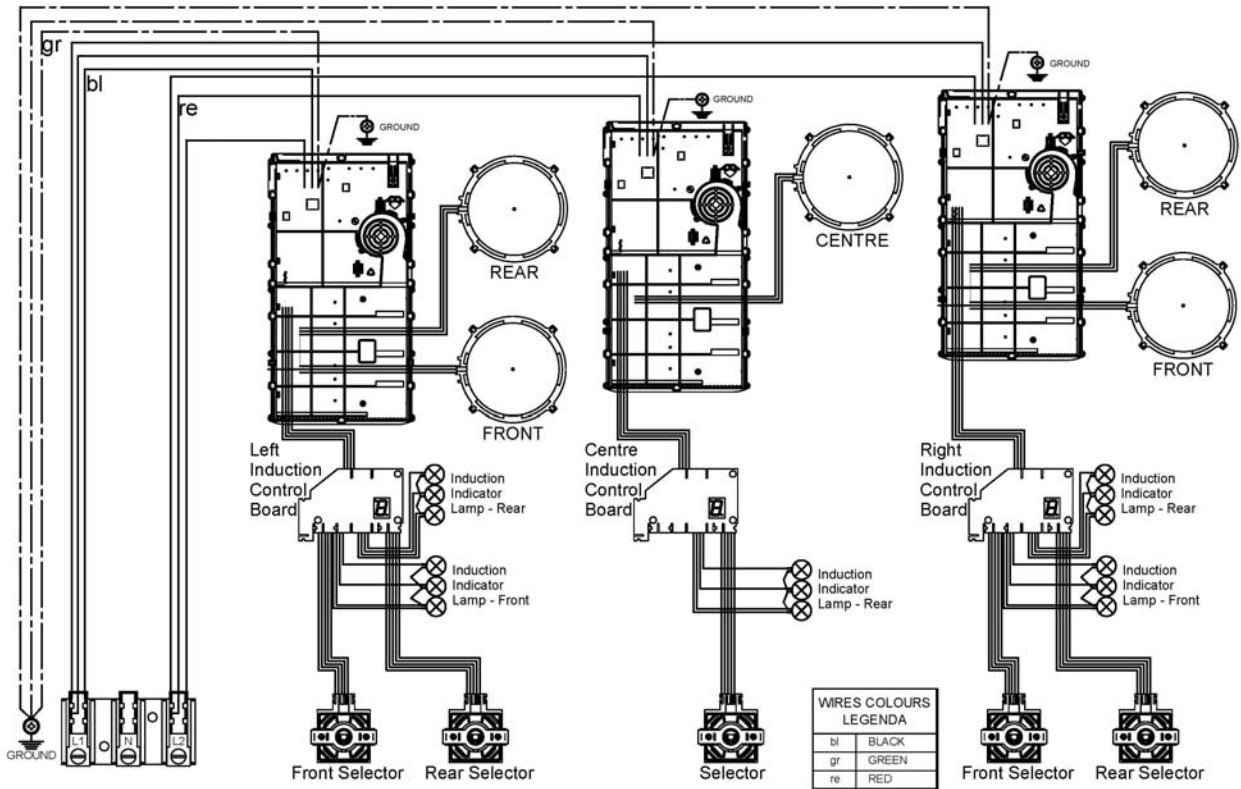 gr
bl
re
GROUND
GROUND
GROUND
REAR
FRONT
CENTRE
REAR
FRONT
Left
Induction
Control
Board
Induction
Indicator
Lamp - Rear
Induction
Indicator
Lamp - Front
Centre
Induction
Control
Board
Induction
Indicator
Lamp - Rear
Right
Induction
Control
Board
Induction
Indicator
Lamp - Rear
Induction
Indicator
Lamp - Front
GROUND
L1
N
L2
Front Selector
Rear Selector
Selector
WIRES COLOURS
LEGENDA
bl BLACK
gr GREEN
re RED
Front Selector
Rear Selector